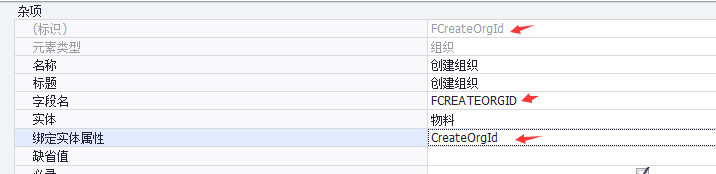 杂项
(标识) FCreateOrgId
元素类型 组织
名称 创建组织
标题 创建组织
字段名 FCREATEORGID
实体 物料
绑定实体属性 CreateOrgId
缺省值
必录